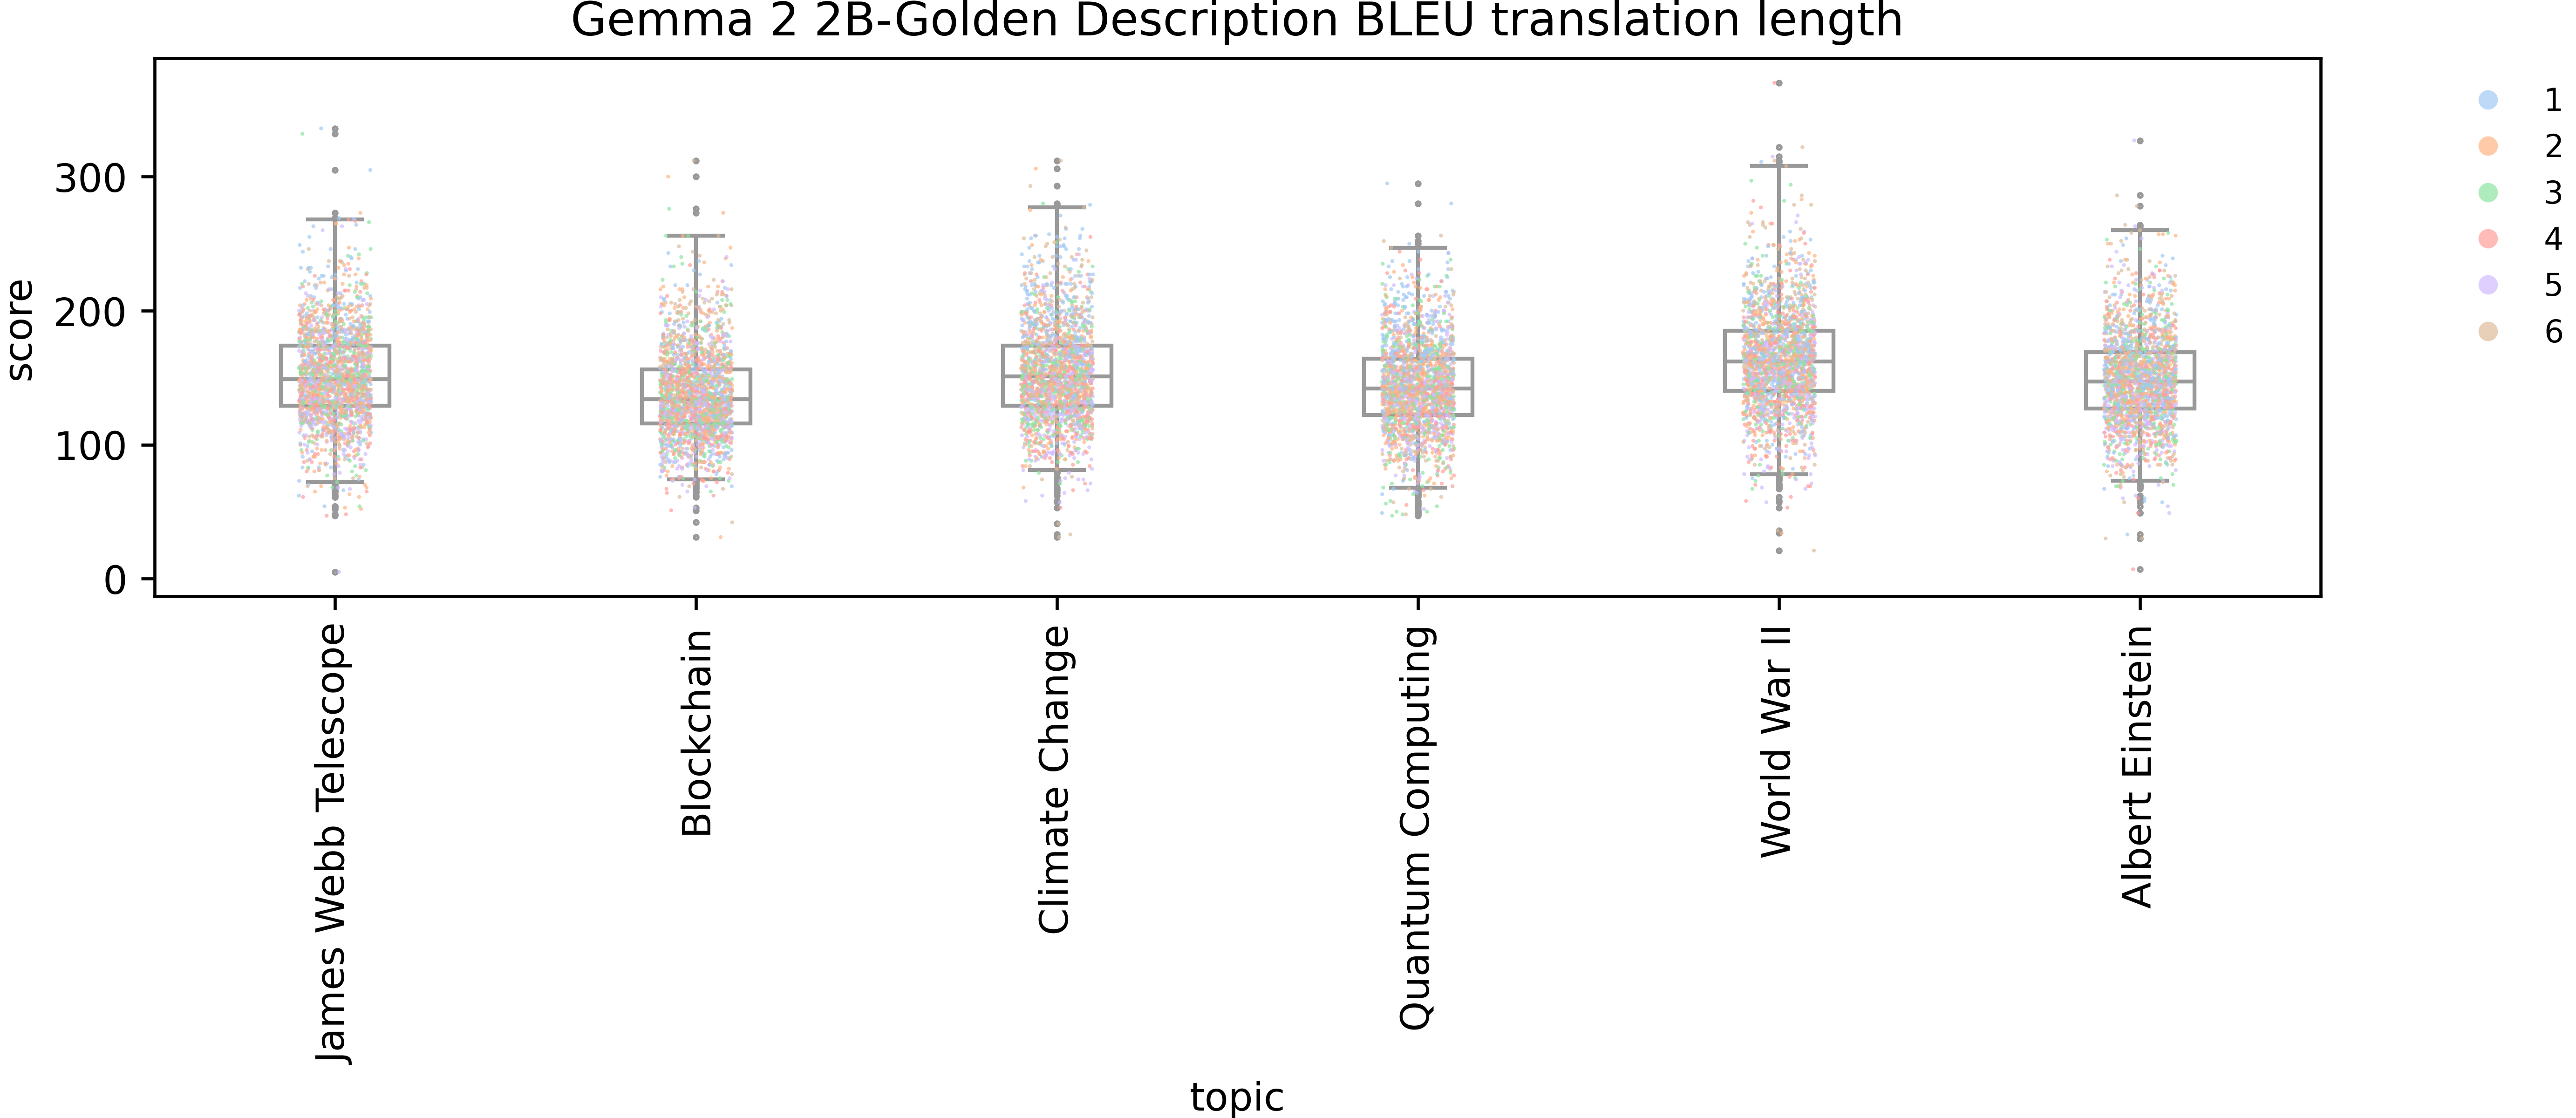 Gemma 2 2B-Golden Description BLEU translation length
score
300
200
100
0
James Webb Telescope
Blockchain
Climate Change
Quantum Computing
World War II
Albert Einstein
topic
1
2
3
4
5
6